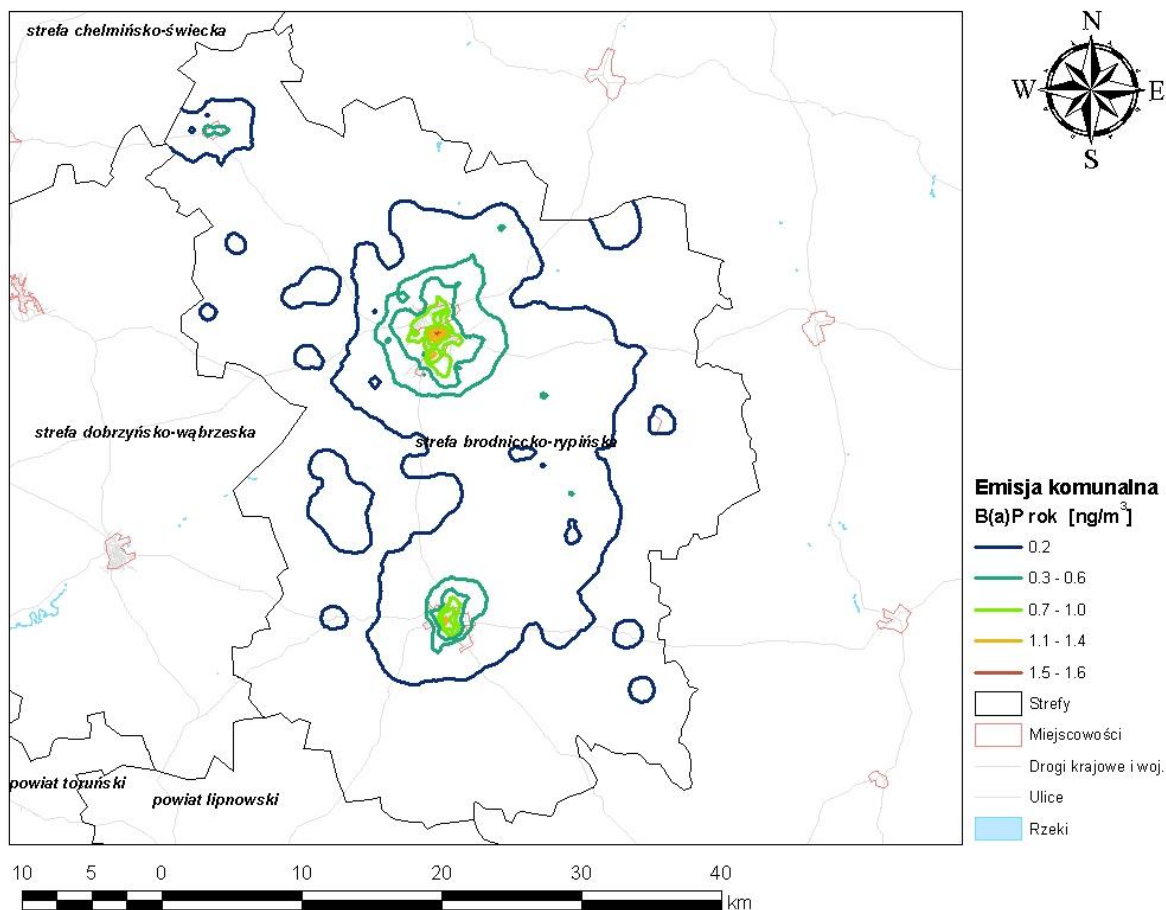 strefa chełmińsko-świecka
N
W E
S
strefa dobrzyńsko-wąbrzeska
strefa brodniccko-rypińska
powiat toruński
powiat lipnowski
Emisja komunalna
B(a)P rok [ng/m³]
0.2
0.3 - 0.6
0.7 - 1.0
1.1 - 1.4
1.5 - 1.6
Strefy
Miejscowości
Drogi krajowe i woj.
Ulice
Rzeki
10 5 0 10 20 30 40
km